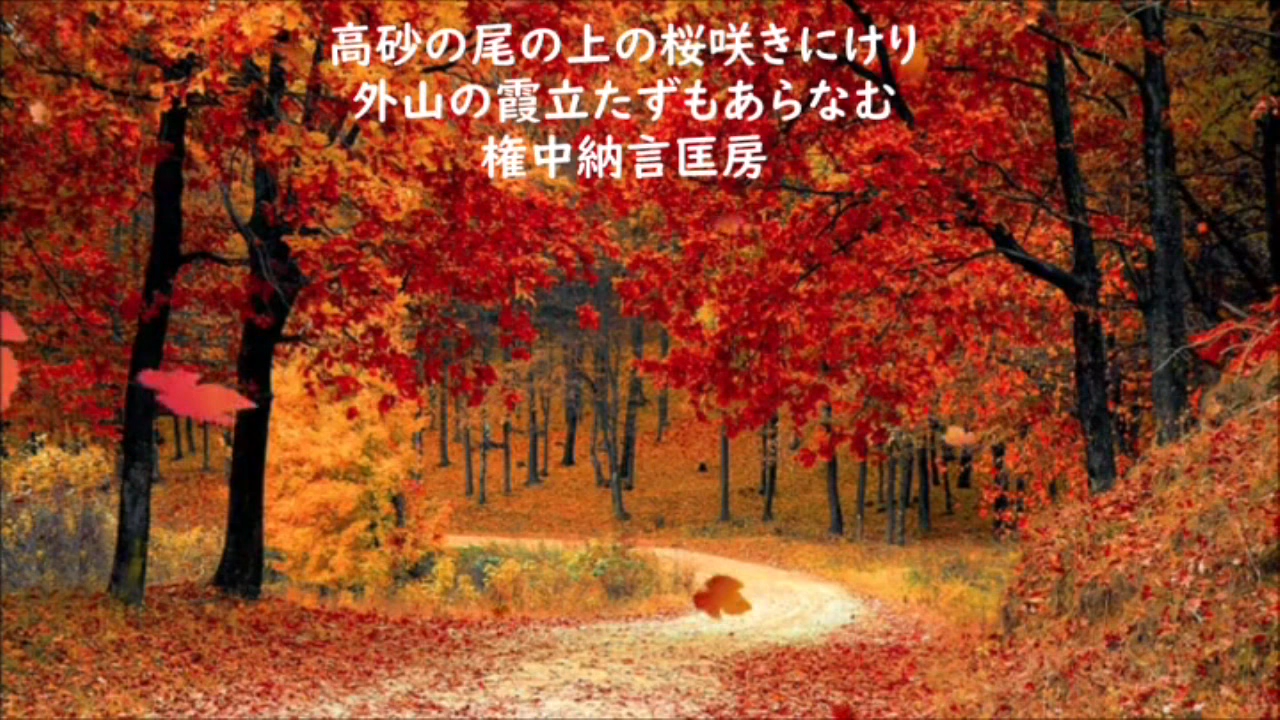 高砂の尾の上の桜咲きにけり
外山の霞立たずもあらなむ
権中納言匡房